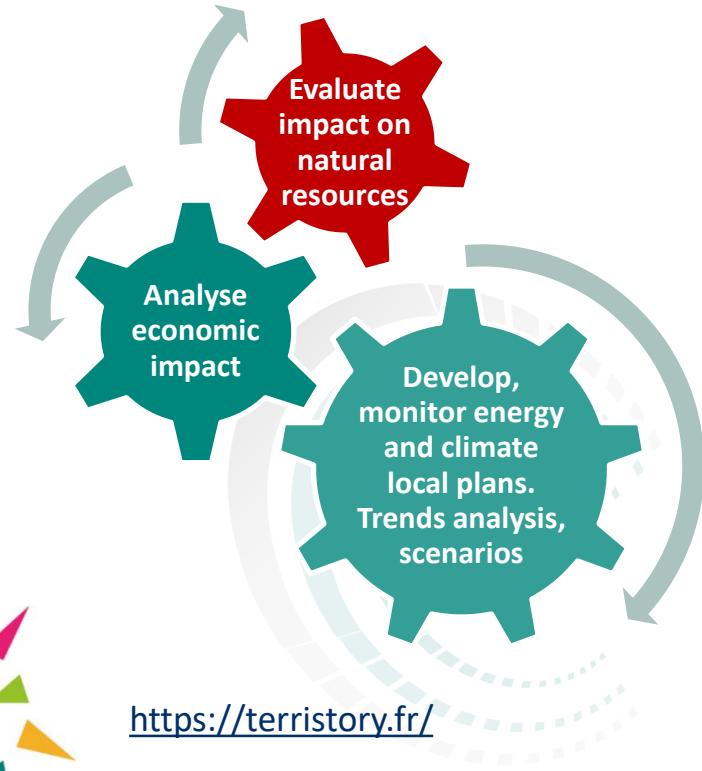 Evaluate
impact on
natural
resources
Analyse
economic
impact
Develop,
monitor energy
and climate
local plans.
Trends analysis,
scenarios
https://terristory.fr/